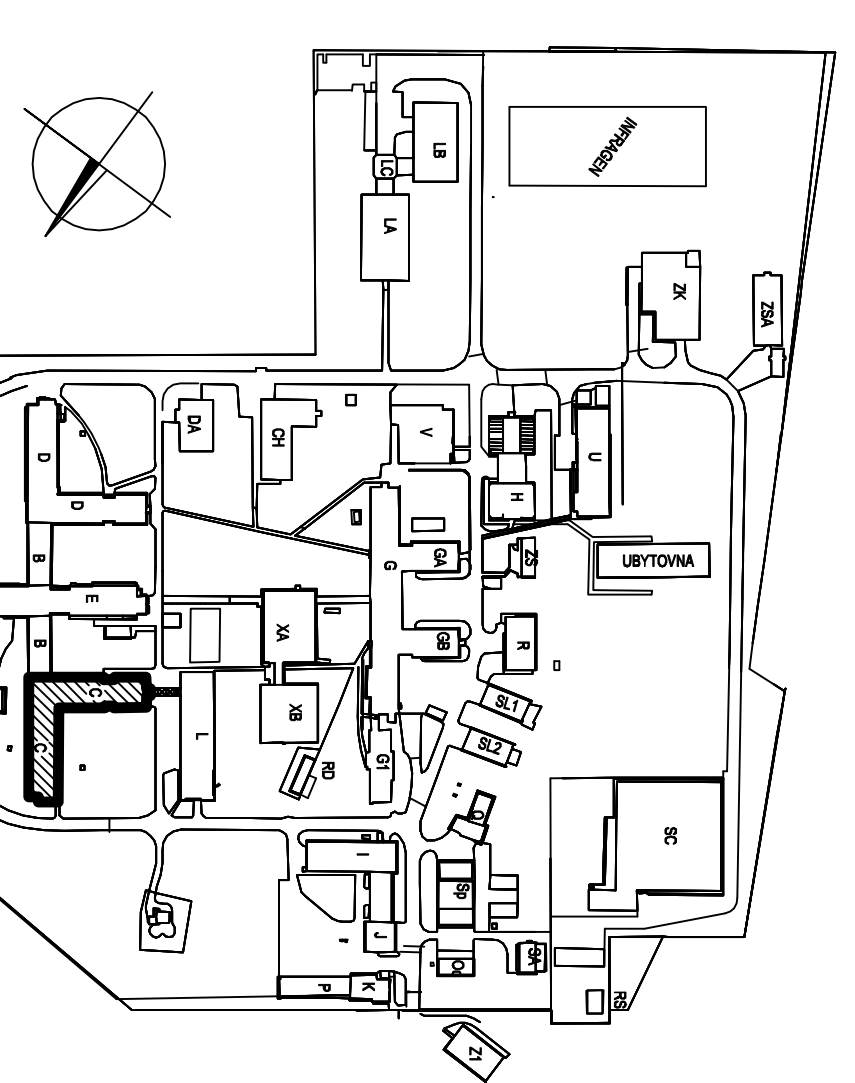 INFRAGEN
LB
LC
LA
ZK
ZSA
D
DA
CH
V
H
U
D
B
E
G
GA
ZS
UBYTOVNA
B
XA
GB
R
C
C
L
XB
RD
G1
SL1
SL2
Q
I
Sp
SC
J
SA
P
K
RS
Z1